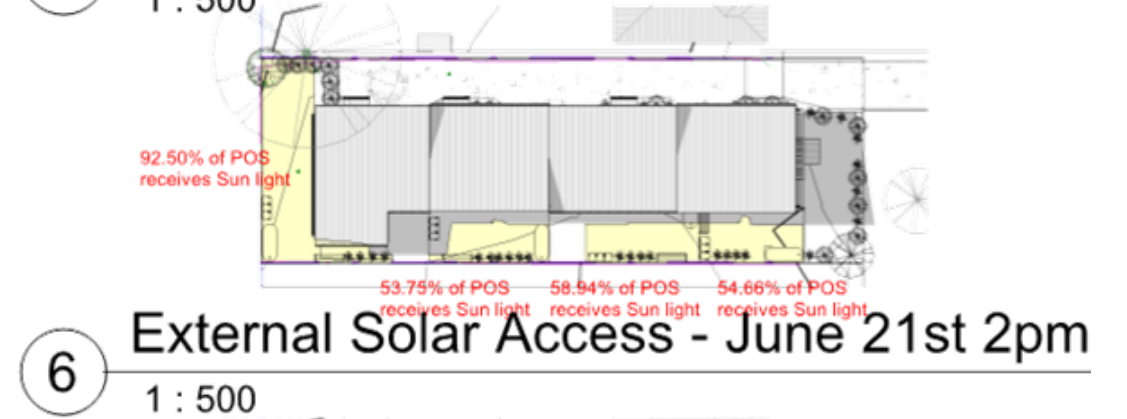 1 : 500
92.50% of POS
receives Sun light
53.75% of POS
receives Sun light
58.94% of POS
receives Sun light
54.66% of POS
receives Sun light
External Solar Access - June 21st 2pm
6
1 : 500